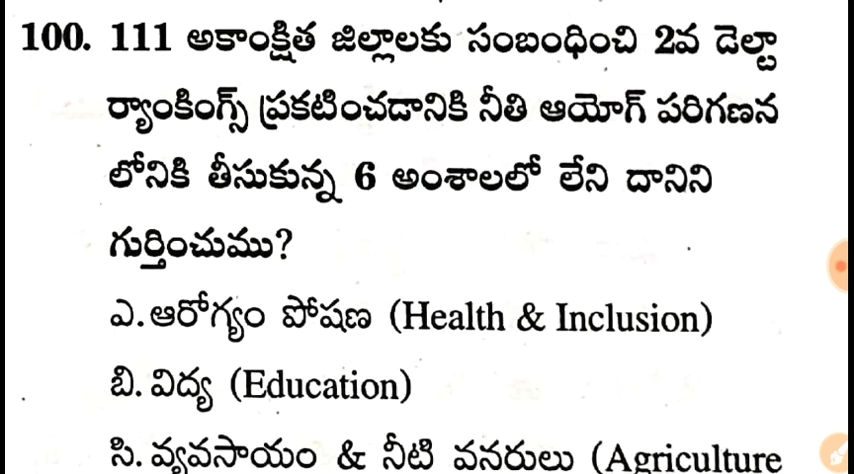 100. 111 అకాంక్షిత జిల్లాలకు సంబంధించి 2వ డెల్టా
ర్యాంకింగ్స్ ప్రకటించడానికి నీతి ఆయోగ్ పరిగణన
లోనికి తీసుకున్న 6 అంశాలలో లేని దానిని
గుర్తించుము?
ఎ. ఆరోగ్యం పోషణ (Health & Inclusion)
బి. విద్య (Education)
సి. వ్యవసాయం & నీటి వనరులు (Agriculture